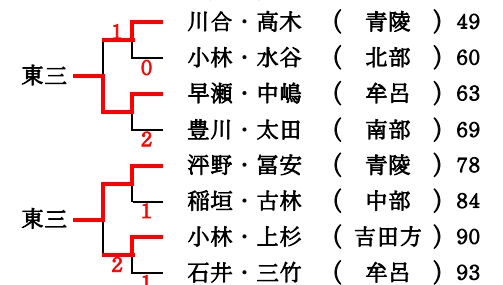 川合・高木 ( 青陵 ) 49
1
小林・水谷 ( 北部 ) 60
0
東三
早瀬・中嶋 ( 牟呂 ) 63
豊川・太田 ( 南部 ) 69
2
泙野・冨安 ( 青陵 ) 78
稲垣・古林 ( 中部 ) 84
1
東三
小林・上杉 ( 吉田方 ) 90
2
石井・三竹 ( 牟呂 ) 93
1